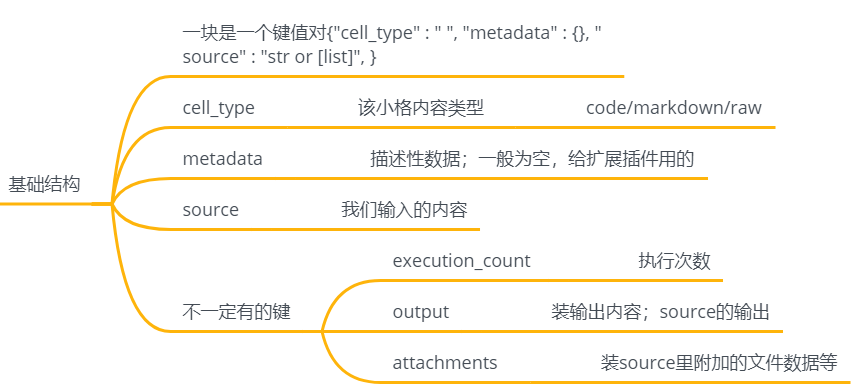 一块是一个键值对{"cell_type" : " ", "metadata" : {}, "
source" : "str or [list]", }
cell_type 该小格内容类型 code/markdown/raw
metadata 描述性数据；一般为空，给扩展插件用的
基础结构
source 我们输入的内容
execution_count 执行次数
不一定有的键
output 装输出内容；source的输出
attachments 装source里附加的文件数据等